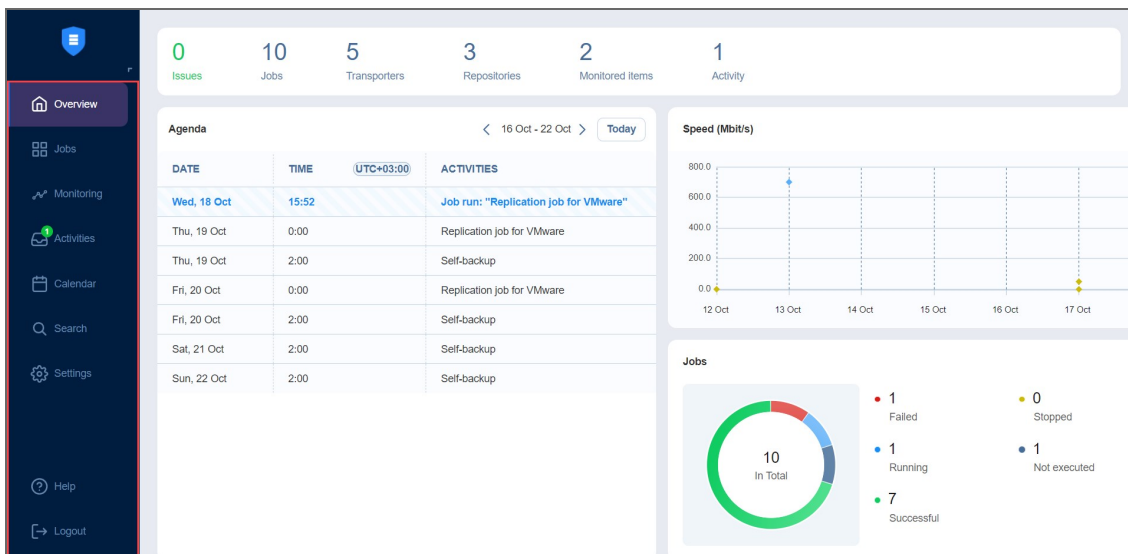 0 10 5 3 2 1
Issues Jobs Transporters Repositories Monitored items Activity
Overview
Jobs
Monitoring
1
Activities
Calendar
Search
Settings
Help
Logout
Agenda 16 Oct - 22 Oct Today
DATE TIME UTC+03:00 ACTIVITIES
Wed, 18 Oct 15:52 Job run: "Replication job for VMware"
Thu, 19 Oct 0:00 Replication job for VMware
Thu, 19 Oct 2:00 Self-backup
Fri, 20 Oct 0:00 Replication job for VMware
Fri, 20 Oct 2:00 Self-backup
Sat, 21 Oct 2:00 Self-backup
Sun, 22 Oct 2:00 Self-backup
Speed (Mbit/s)
800.0
600.0
400.0
200.0
0.0
12 Oct 13 Oct 14 Oct 15 Oct 16 Oct 17 Oct
Jobs
10
In Total
1 0
Failed Stopped
1 1
Running Not executed
7
Successful